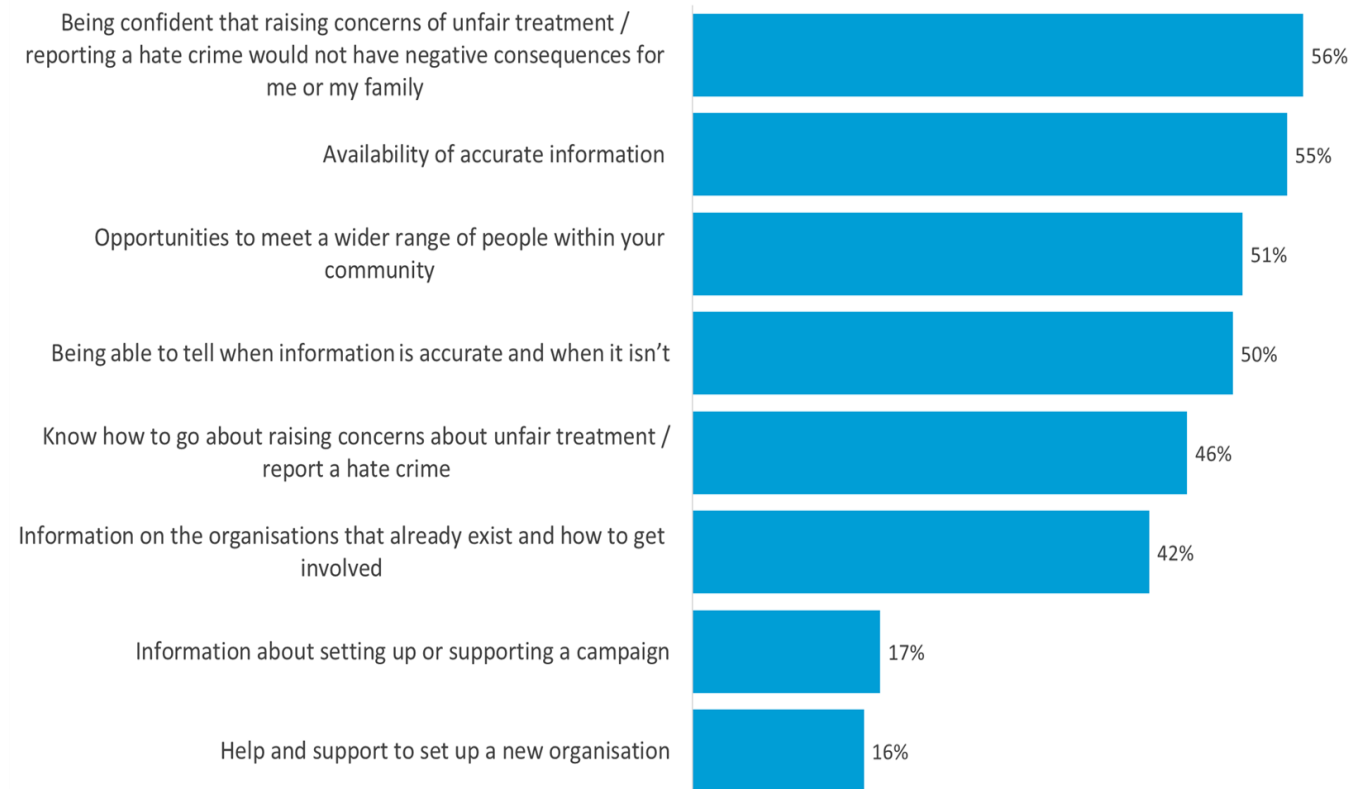 Being confident that raising concerns of unfair treatment /
reporting a hate crime would not have negative consequences for
me or my family
56%
Availability of accurate information
55%
Opportunities to meet a wider range of people within your
community
51%
Being able to tell when information is accurate and when it isn’t
50%
Know how to go about raising concerns about unfair treatment /
report a hate crime
46%
Information on the organisations that already exist and how to get
involved
42%
Information about setting up or supporting a campaign
17%
Help and support to set up a new organisation
16%